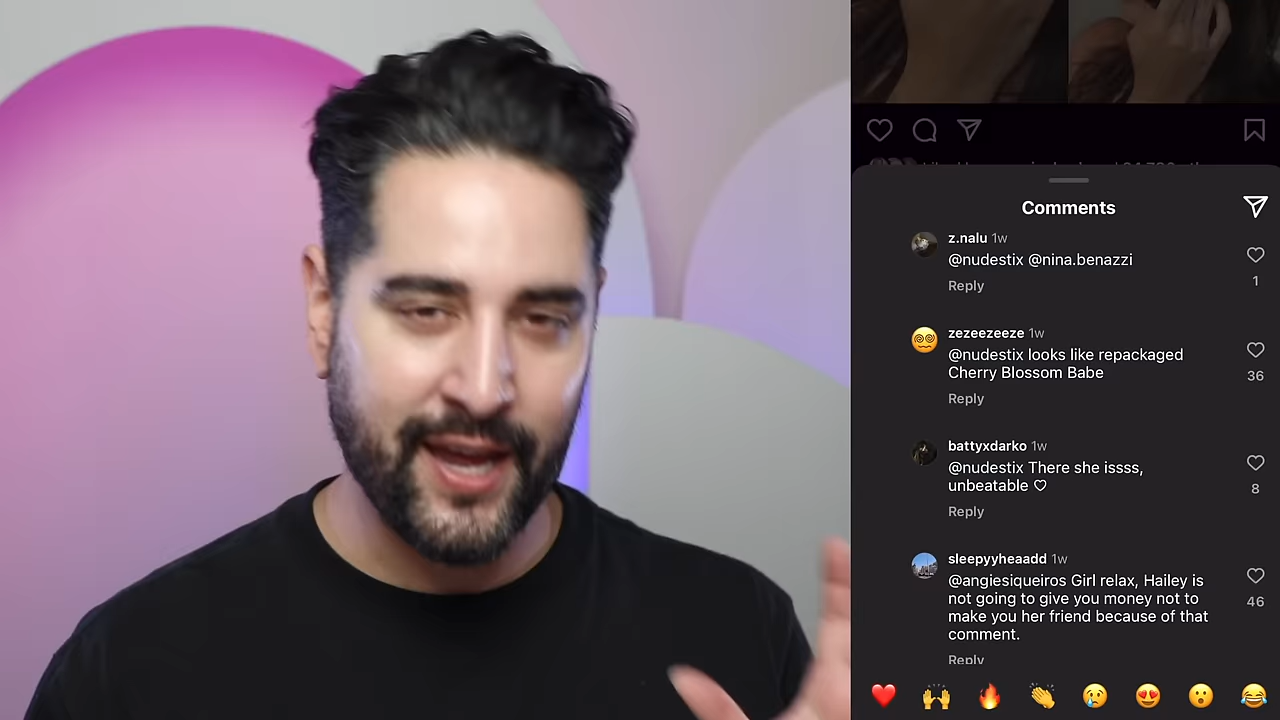 Comments
z.nalu 1w
@nudestix @nina.benazzi
1
Reply
zezeezeeze 1w
@nudestix looks like repackaged
Cherry Blossom Babe
36
Reply
battyxdarko 1w
@nudestix There she issss,
unbeatable ♡
8
Reply
sleepyyheaadd 1w
@angiesiqueiros Girl relax, Hailey is
not going to give you money not to
make you her friend because of that
comment.
46
Reply